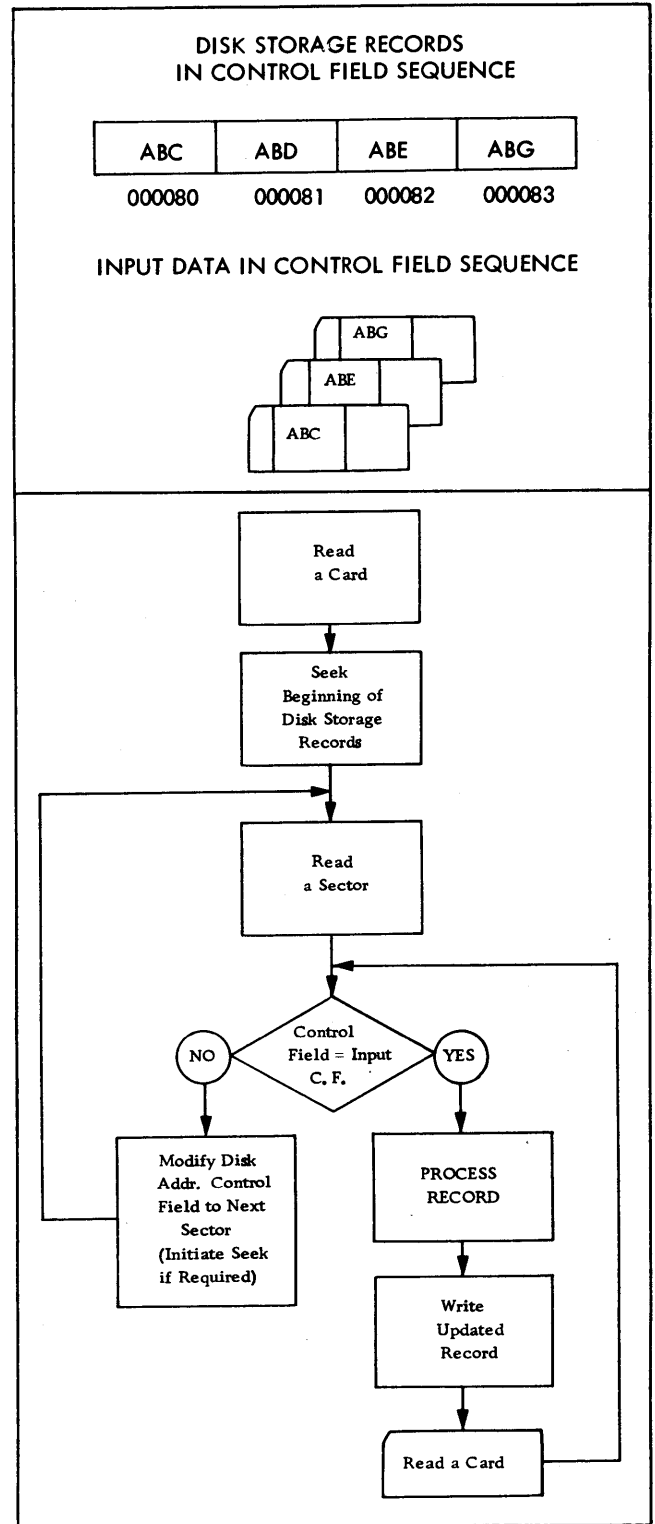 DISK STORAGE RECORDS
IN CONTROL FIELD SEQUENCE
ABC ABD ABE ABG
000080 000081 000082 000083
INPUT DATA IN CONTROL FIELD SEQUENCE
ABG
ABE
ABC
Read
a Card
Seek
Beginning of
Disk Storage
Records
Read
a Sector
Control
Field = Input
C. F.
NO
YES
Modify Disk
Addr. Control
Field to Next
Sector
(Initiate Seek
if Required)
PROCESS
RECORD
Write
Updated
Record
Read a Card